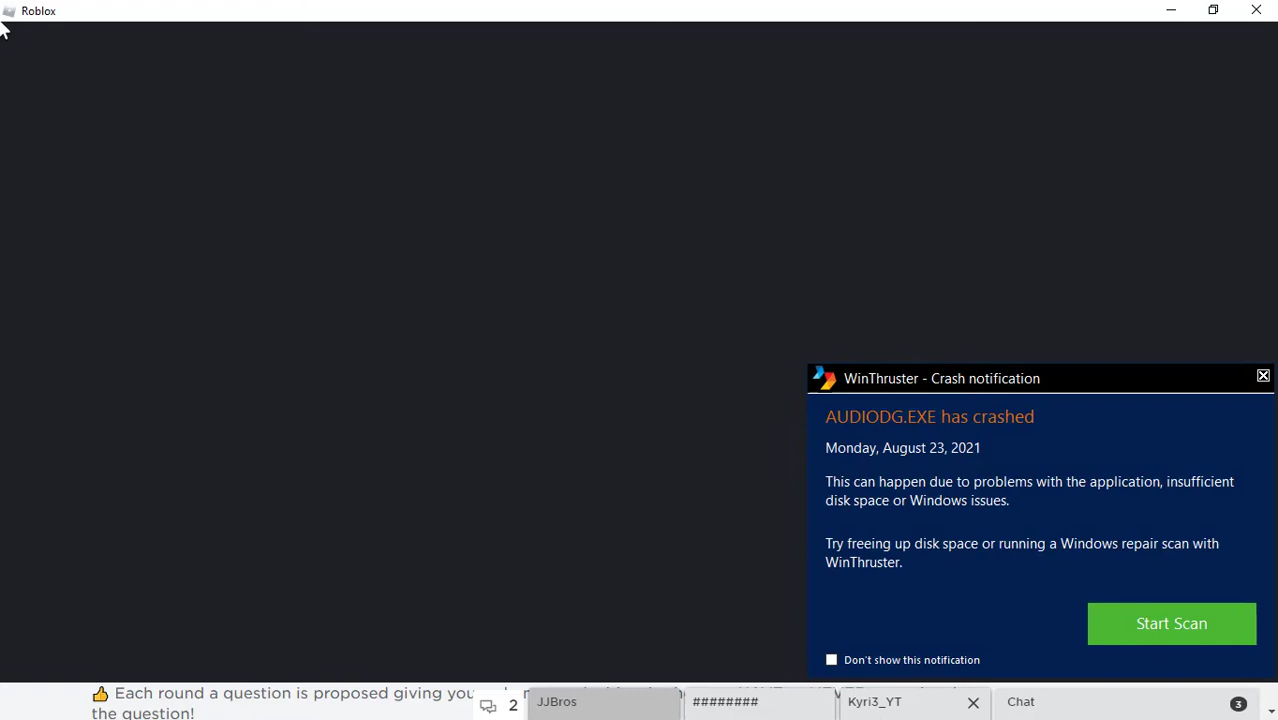 Roblox
WinThruster - Crash notification
AUDIODG.EXE has crashed
Monday, August 23, 2021
This can happen due to problems with the application, insufficient
disk space or Windows issues.
Try freeing up disk space or running a Windows repair scan with
WinThruster.
Start Scan
Don't show this notification
👍 Each round a question is proposed giving you
the question!
2
JJBros
########
Kyri3_YT
Chat
3